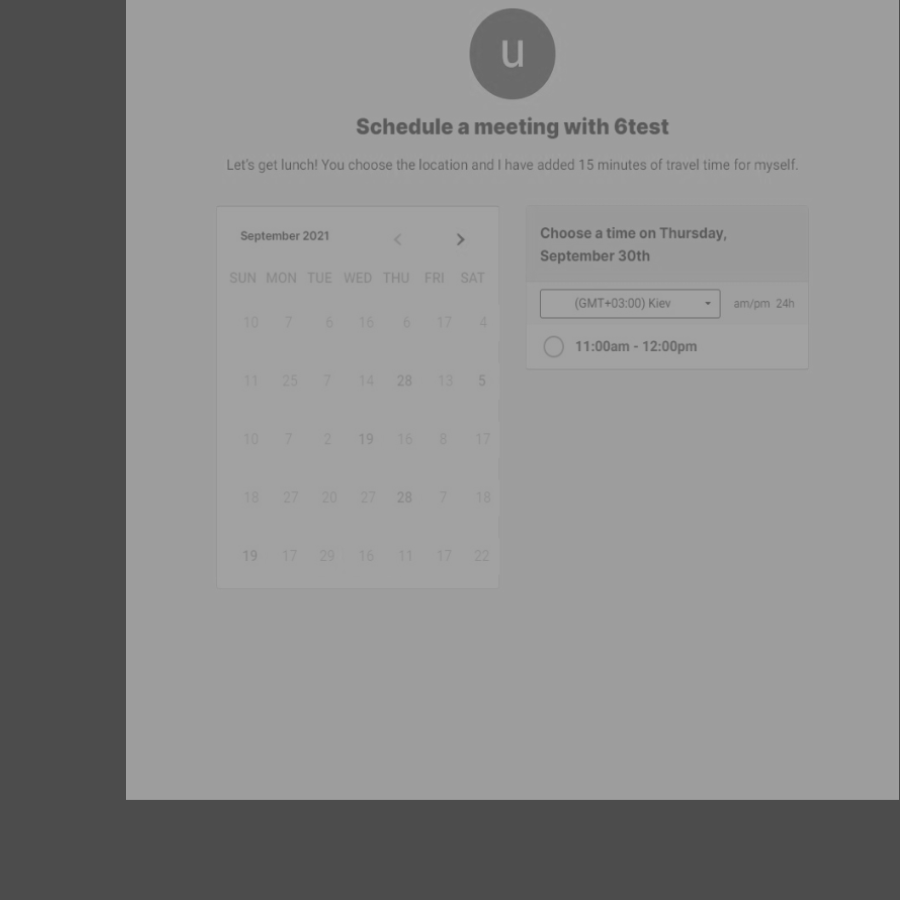 u
Schedule a meeting with 6test
Let's get lunch! You choose the location and I have added 15 minutes of travel time for myself.
September 2021
SUN MON TUE WED THU FRI SAT
10 7 6 16 6 17 4
11 25 7 14 28 13 5
10 7 2 19 16 8 17
18 27 20 27 28 7 18
19 17 29 16 11 17 22
Choose a time on Thursday,
September 30th
(GMT+03:00) Kiev am/pm 24h
11:00am - 12:00pm